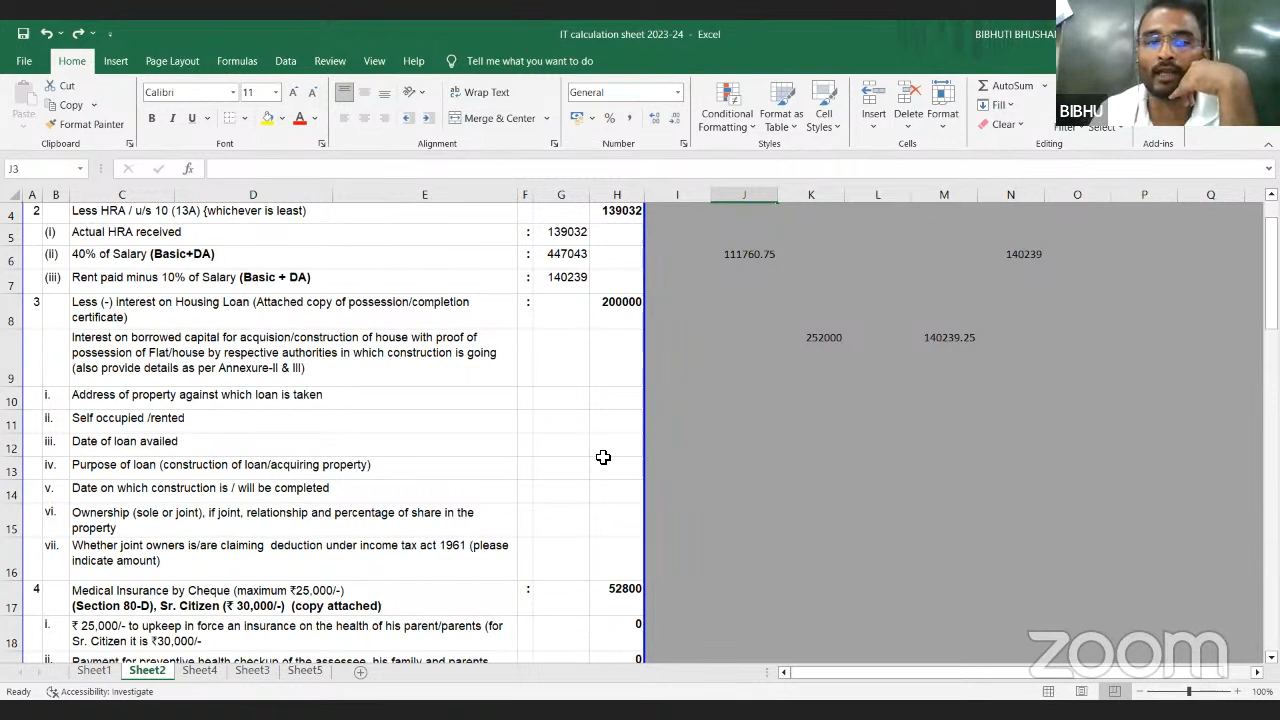 IT calculation sheet 2023-24 - Excel
BIBHUTI BHUSHA
File Home Insert Page Layout Formulas Data Review View Help Tell me what you want to do
Paste
Cut
Copy
Format Painter
Calibri 11
B I U
Wrap Text
Merge & Center
General
Conditional Formatting
Format as Table
Cell Styles
Insert Delete Format
AutoSum
Fill
Clear
Select
BIBHU
Clipboard Font Alignment Number Styles Cells Editing Add-ins
J3
A B C D E F G H I J K L M N O P Q
4 2 Less HRA / u/s 10 (13A) {whichever is least) 139032
5 (i) Actual HRA received : 139032
6 (ii) 40% of Salary (Basic+DA) : 447043 111760.75 140239
7 (iii) Rent paid minus 10% of Salary (Basic + DA) : 140239
8 3 Less (-) Interest on Housing Loan (Attached copy of possession/completion : 200000
certificate)
9 Interest on borrowed capital for acquision/construction of house with proof of 252000 140239.25
possession of Flat/house by respective authorities in which construction is going
(also provide details as per Annexure-II & III)
10 i. Address of property against which loan is taken
11 ii. Self occupied /rented
12 iii. Date of loan availed
13 iv. Purpose of loan (construction of loan/acquiring property)
14 v. Date on which construction is / will be completed
15 vi. Ownership (sole or joint), if joint, relationship and percentage of share in the
property
16 vii. Whether joint owners is/are claiming deduction under income tax act 1961 (please
indicate amount)
17 4 Medical Insurance by Cheque (maximum ₹25,000/-) : 52800
(Section 80-D), Sr. Citizen (₹ 30,000/-) (copy attached)
18 i. ₹ 25,000/- to upkeep in force an insurance on the health of his parent/parents (for 0
Sr. Citizen it is ₹30,000/-
ii. Payment for preventive health checkup of the assessee, his family and parents 0
zoom
Sheet1 Sheet2 Sheet4 Sheet3 Sheet5
Ready Accessibility: Investigate 100%